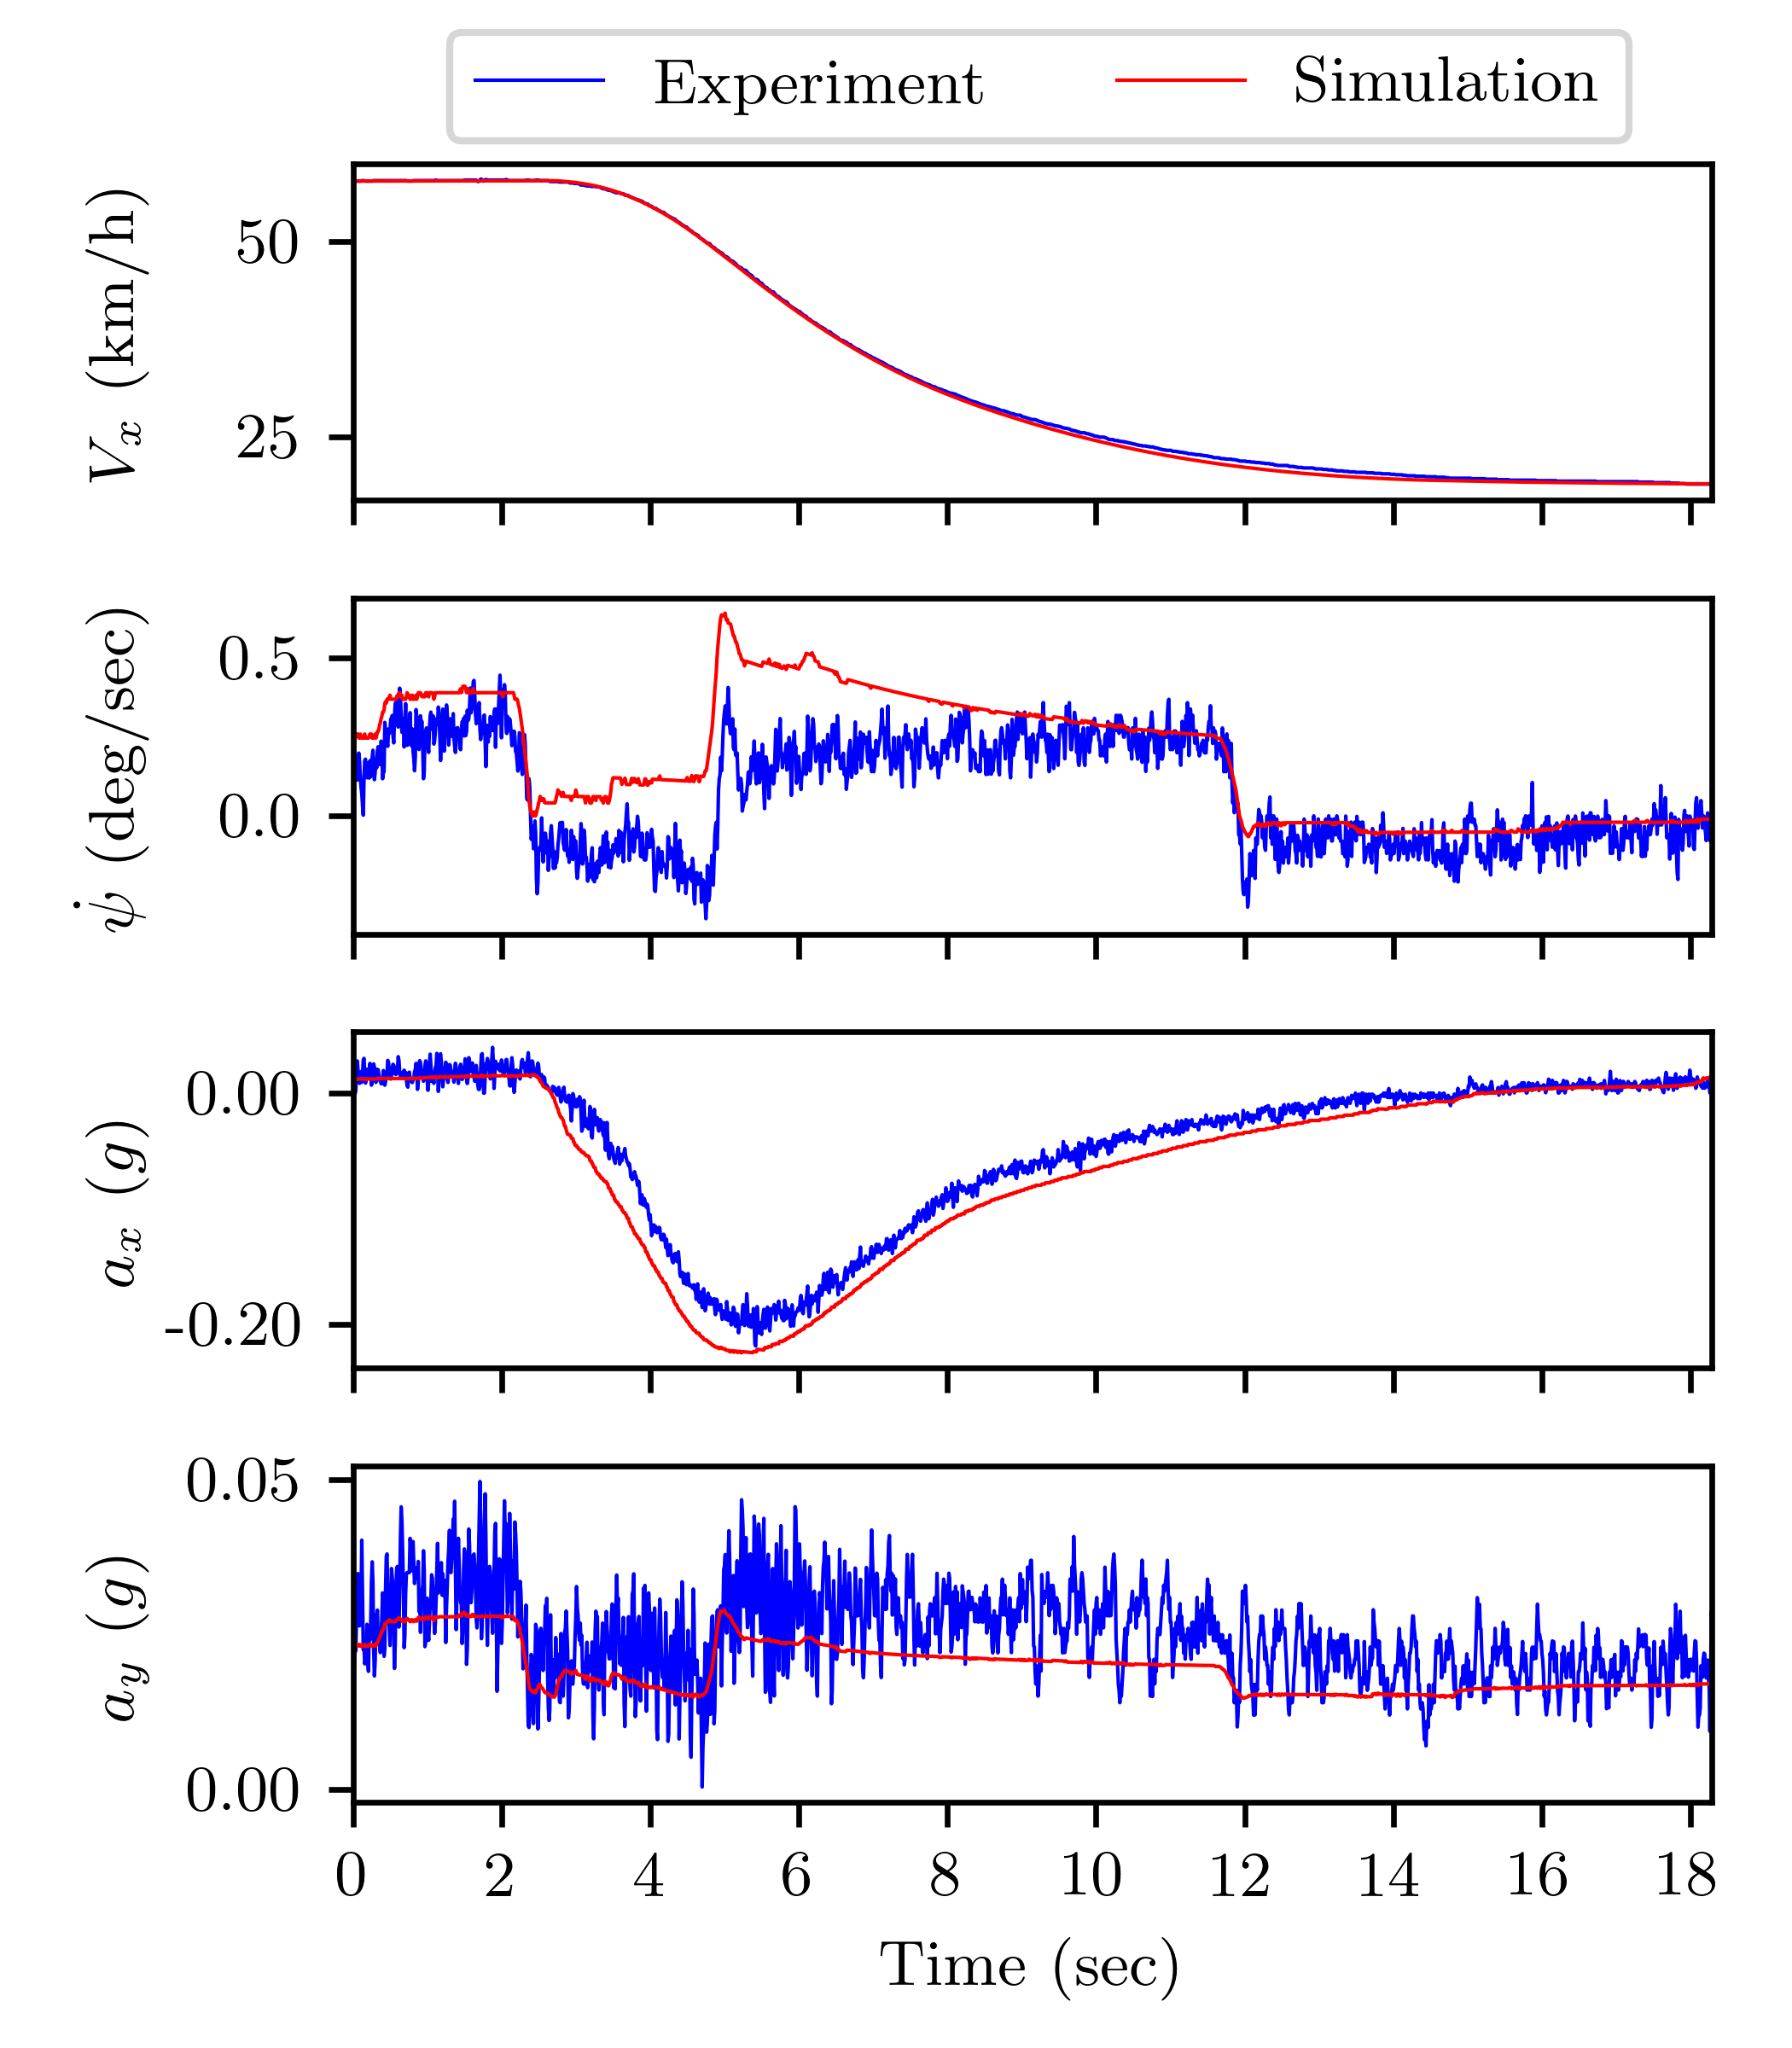 Experiment Simulation
V_x (km/h)
50
25
ψ̇ (deg/sec)
0.5
0.0
a_x (g)
0.00
-0.20
a_y (g)
0.05
0.00
0 2 4 6 8 10 12 14 16 18
Time (sec)